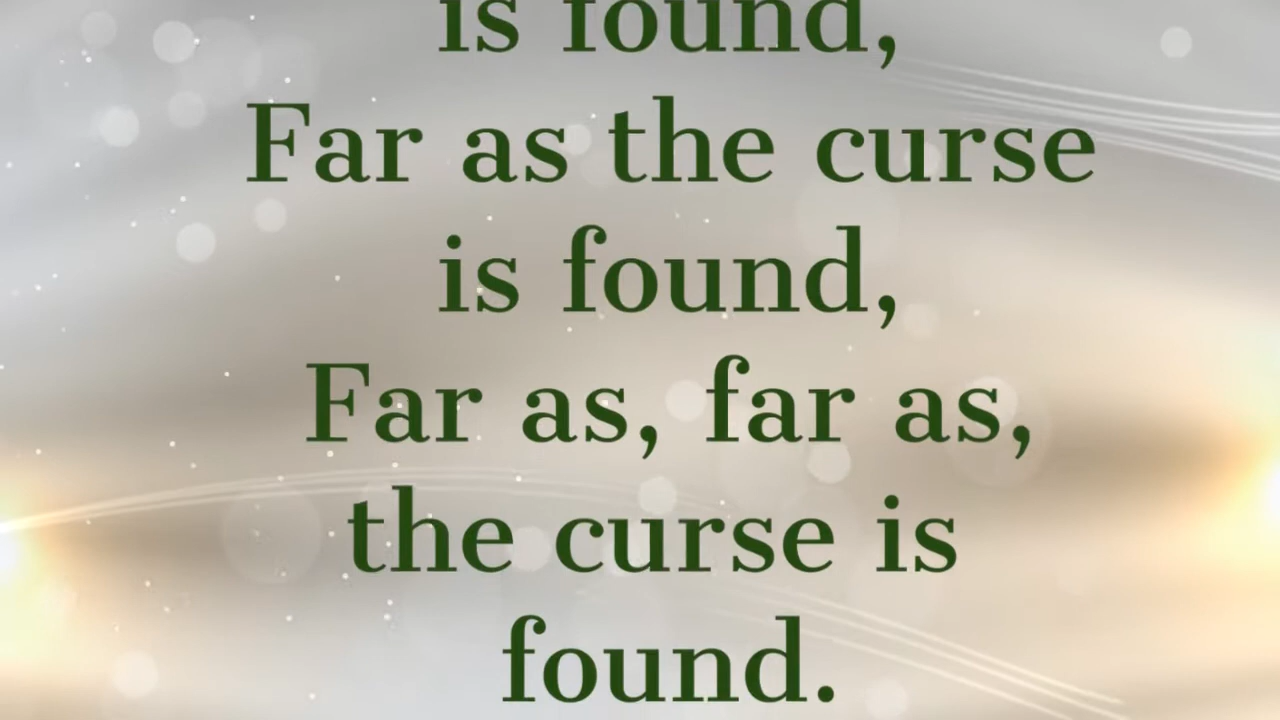 is found,
Far as the curse
is found,
Far as, far as,
the curse is
found.